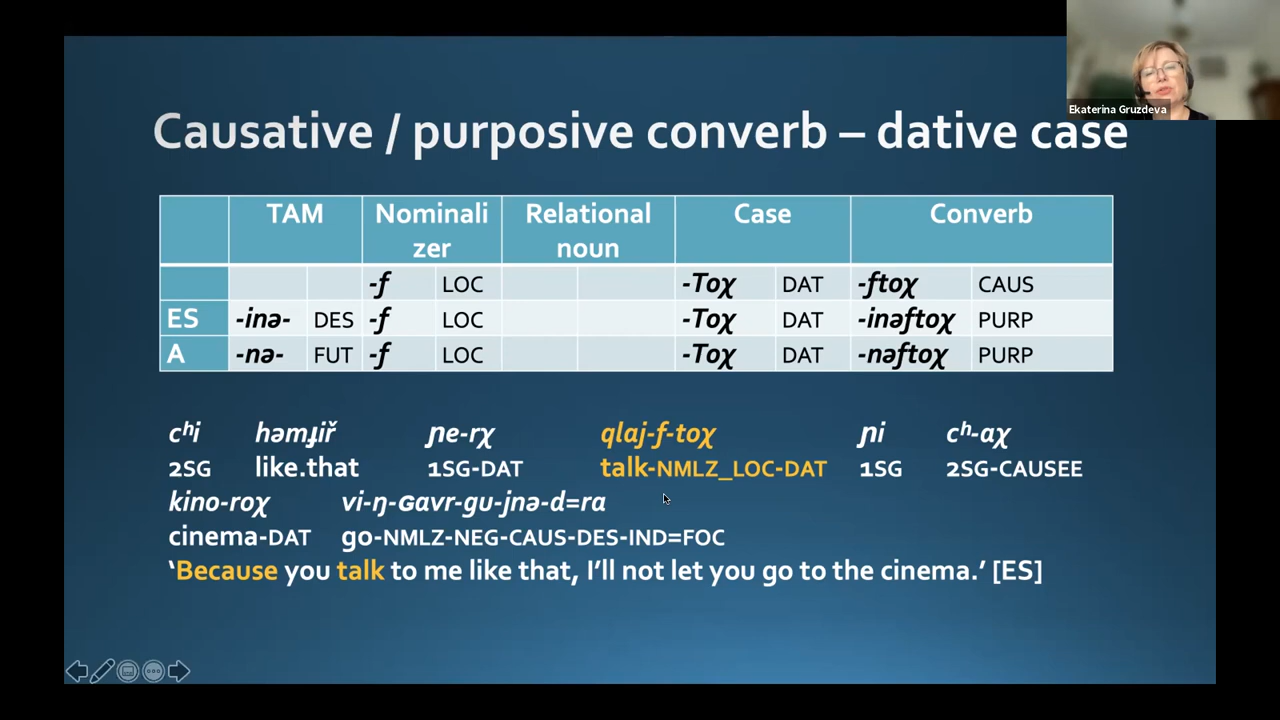 Ekaterina Gruzdeva
Causative / purposive converb – dative case
TAM Nominali Relational Case Converb
zer noun
-f LOC -Toχ DAT -ftoχ CAUS
ES -inə- DES -f LOC -Toχ DAT -inəftoχ PURP
A -nə- FUT -f LOC -Toχ DAT -nəftoχ PURP
cʰi həmɟiř ɲe-rχ qlaj-f-toχ ɲi cʰ-ɑχ
2SG like.that 1SG-DAT talk-NMLZ_LOC-DAT 1SG 2SG-CAUSEE
kino-roχ vi-ŋ-ɢavr-gu-jnə-d=ra
cinema-DAT go-NMLZ-NEG-CAUS-DES-IND=FOC
‘Because you talk to me like that, I’ll not let you go to the cinema.’ [ES]